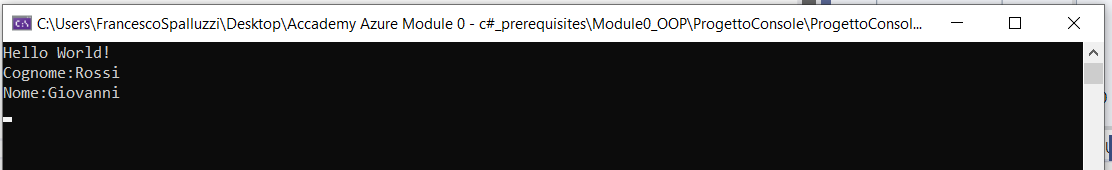 C:\Users\FrancescoSpalluzzi\Desktop\Accademy Azure Module 0 - c#_prerequisites\Module0_OOP\ProgettoConsole\ProgettoConsol...
Hello World!
Cognome:Rossi
Nome:Giovanni